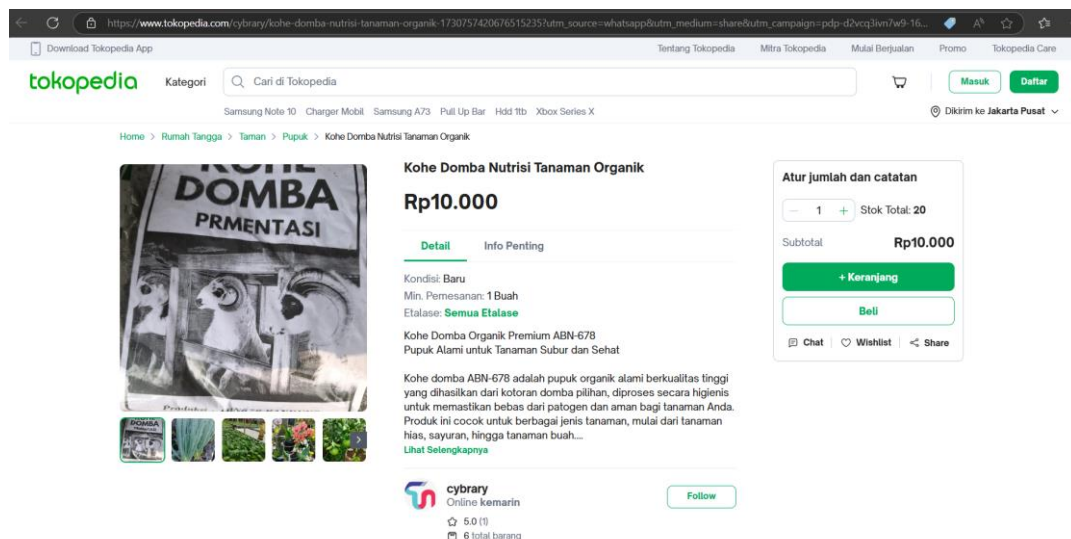 https://www.tokopedia.com/cybrary/kohe-domba-nutrisi-tanaman-organik-1730757420676515235?utm_source=whatsapp&utm_medium=share&utm_campaign=pdp-d2vcq3ivn7w9-16...
Download Tokopedia App
Tentang Tokopedia Mitra Tokopedia Mulai Berjualan Promo Tokopedia Care
tokopedia Kategori Cari di Tokopedia Masuk Daftar
Samsung Note 10 Charger Mobil Samsung A73 Pull Up Bar Hdd 1tb Xbox Series X
Dikirim ke Jakarta Pusat
Home > Rumah Tangga > Taman > Pupuk > Kohe Domba Nutrisi Tanaman Organik
KOHE
DOMBA
PRMENTASI
DOMBA
PRMENTASI
Kohe Domba Nutrisi Tanaman Organik
Rp10.000
Detail Info Penting
Kondisi: Baru
Min. Pemesanan: 1 Buah
Etalase: Semua Etalase
Kohe Domba Organik Premium ABN-678
Pupuk Alami untuk Tanaman Subur dan Sehat
Kohe domba ABN-678 adalah pupuk organik alami berkualitas tinggi
yang dihasilkan dari kotoran domba pilihan, diproses secara higienis
untuk memastikan bebas dari patogen dan aman bagi tanaman Anda.
Produk ini cocok untuk berbagai jenis tanaman, mulai dari tanaman
hias, sayuran, hingga tanaman buah....
Lihat Selengkapnya
cybrary
Online kemarin
Follow
5.0 (1)
6 total barang
Atur jumlah dan catatan
1 Stok Total: 20
Subtotal Rp10.000
+ Keranjang
Beli
Chat Wishlist Share